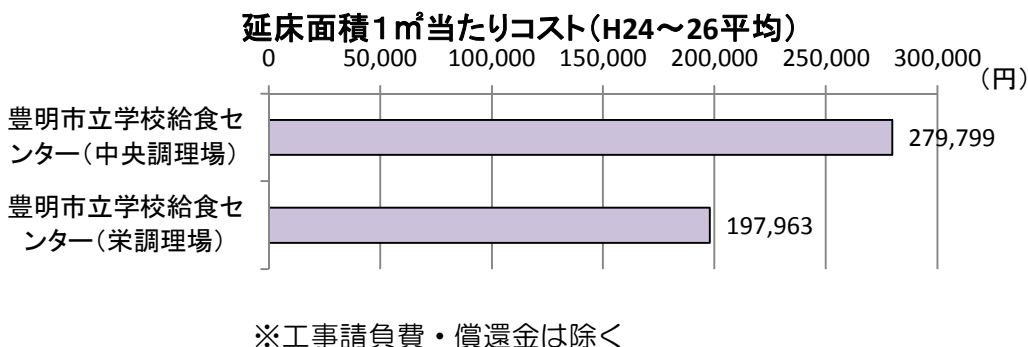 延床面積1㎡当たりコスト(H24～26平均)
0 50,000 100,000 150,000 200,000 250,000 300,000
(円)
豊明市立学校給食セ
ンター(中央調理場)
279,799
豊明市立学校給食セ
ンター(栄調理場)
197,963
※工事請負費・償還金は除く